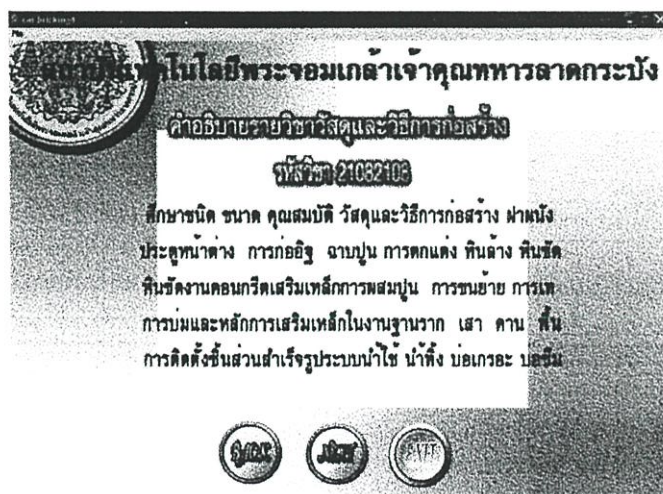 สถาบันเทคโนโลยีพระจอมเกล้าเจ้าคุณทหารลาดกระบัง
คำอธิบายรายวิชาวัสดุและวิธีการก่อสร้าง
รหัสวิชา 21082108
ศึกษาชนิด ขนาด คุณสมบัติ วัสดุและวิธีการก่อสร้าง ฝาผนัง
ประตูหน้าต่าง การก่ออิฐ ฉาบปูน การตกแต่ง หินล้าง หินขัด
หินขัดงานคอนกรีตเสริมเหล็กการผสมปูน การขนย้าย การเท
การบ่มและหลักการเสริมเหล็กในงานฐานราก เสา คาน พื้น
การติดตั้งชิ้นส่วนสำเร็จรูประบบน้ำใช้ น้ำทิ้ง บ่อเกรอะ บ่อซึม